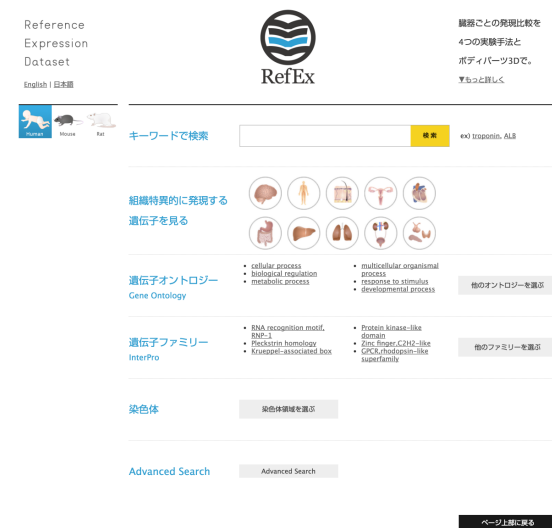 Reference
Expression
Dataset
English | 日本語
RefEx
臓器ごとの発現比較を
4つの実験手法と
ボディパーツ3Dで。
▼もっと詳しく
Human Mouse Rat
キーワードで検索
検索
ex) troponin, ALB
組織特異的に発現する
遺伝子を見る
遺伝子オントロジー
Gene Ontology
• cellular process
• biological regulation
• metabolic process
• multicellular organismal
process
• response to stimulus
• developmental process
他のオントロジーを選ぶ
遺伝子ファミリー
InterPro
• RNA recognition motif,
RNP-1
• Pleckstrin homology
• Krueppel-associated box
• Protein kinase-like
domain
• Zinc finger,C2H2-like
• GPCR,rhodopsin-like
superfamily
他のファミリーを選ぶ
染色体
染色体領域を選ぶ
Advanced Search
Advanced Search
ページ上部に戻る